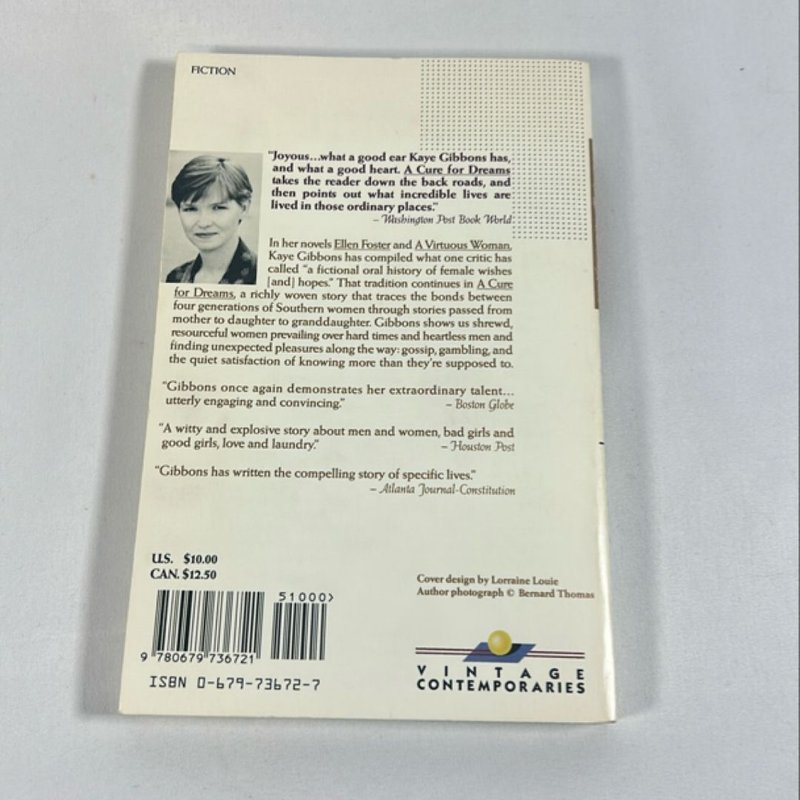 FICTION
"Joyous...what a good ear Kaye Gibbons has,
and what a good heart. A Cure for Dreams
takes the reader down the back roads, and
then points out what incredible lives are
lived in those ordinary places."
– Washington Post Book World
In her novels Ellen Foster and A Virtuous Woman,
Kaye Gibbons has compiled what one critic has
called "a fictional oral history of female wishes
[and] hopes." That tradition continues in A Cure
for Dreams, a richly woven story that traces the bonds between
four generations of Southern women through stories passed from
mother to daughter to granddaughter. Gibbons shows us shrewd,
resourceful women prevailing over hard times and heartless men and
finding unexpected pleasures along the way: gossip, gambling, and
the quiet satisfaction of knowing more than they're supposed to.
"Gibbons once again demonstrates her extraordinary talent...
utterly engaging and convincing."
– Boston Globe
"A witty and explosive story about men and women, bad girls and
good girls, love and laundry."
– Houston Post
"Gibbons has written the compelling story of specific lives."
– Atlanta Journal-Constitution
U.S. $10.00
CAN. $12.50
51000>
9 780679 736721
ISBN 0-679-73672-7
Cover design by Lorraine Louie
Author photograph © Bernard Thomas
VINTAGE
CONTEMPORARIES